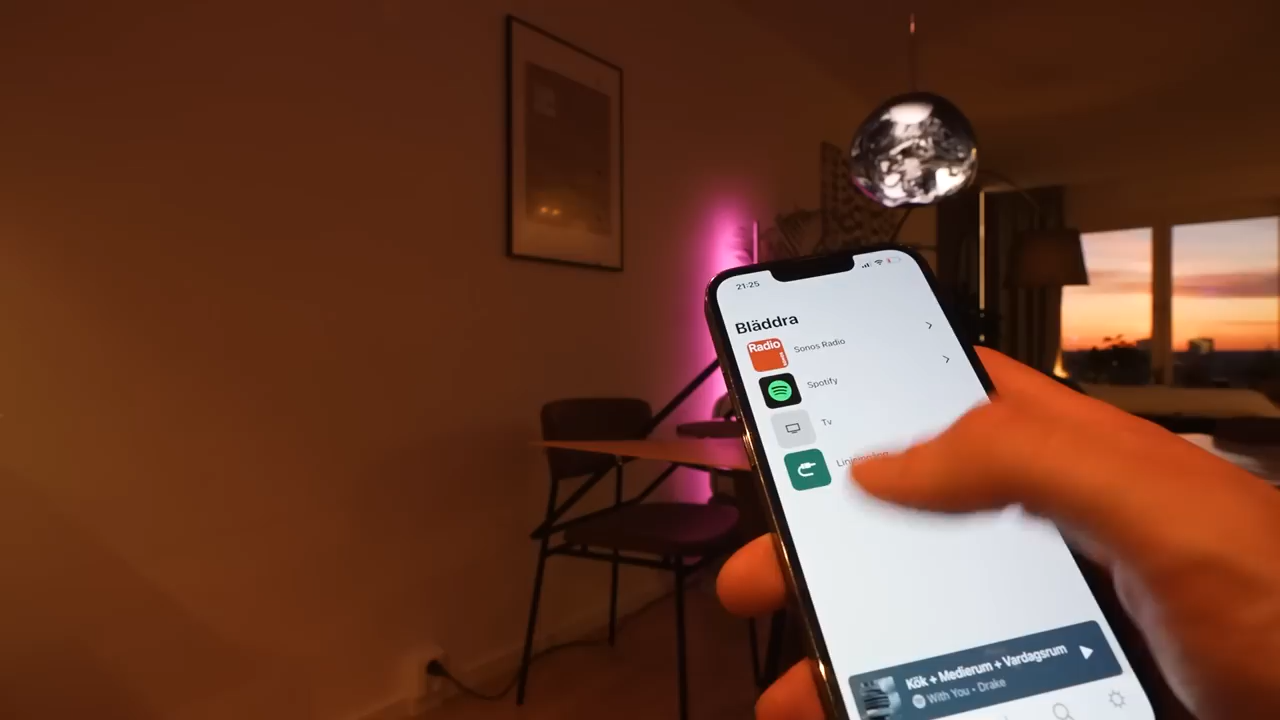 21:25
Bläddra
Radio
Sonos Radio
Spotify
Tv
Kök + Medierum + Vardagsrum
With You - Drake